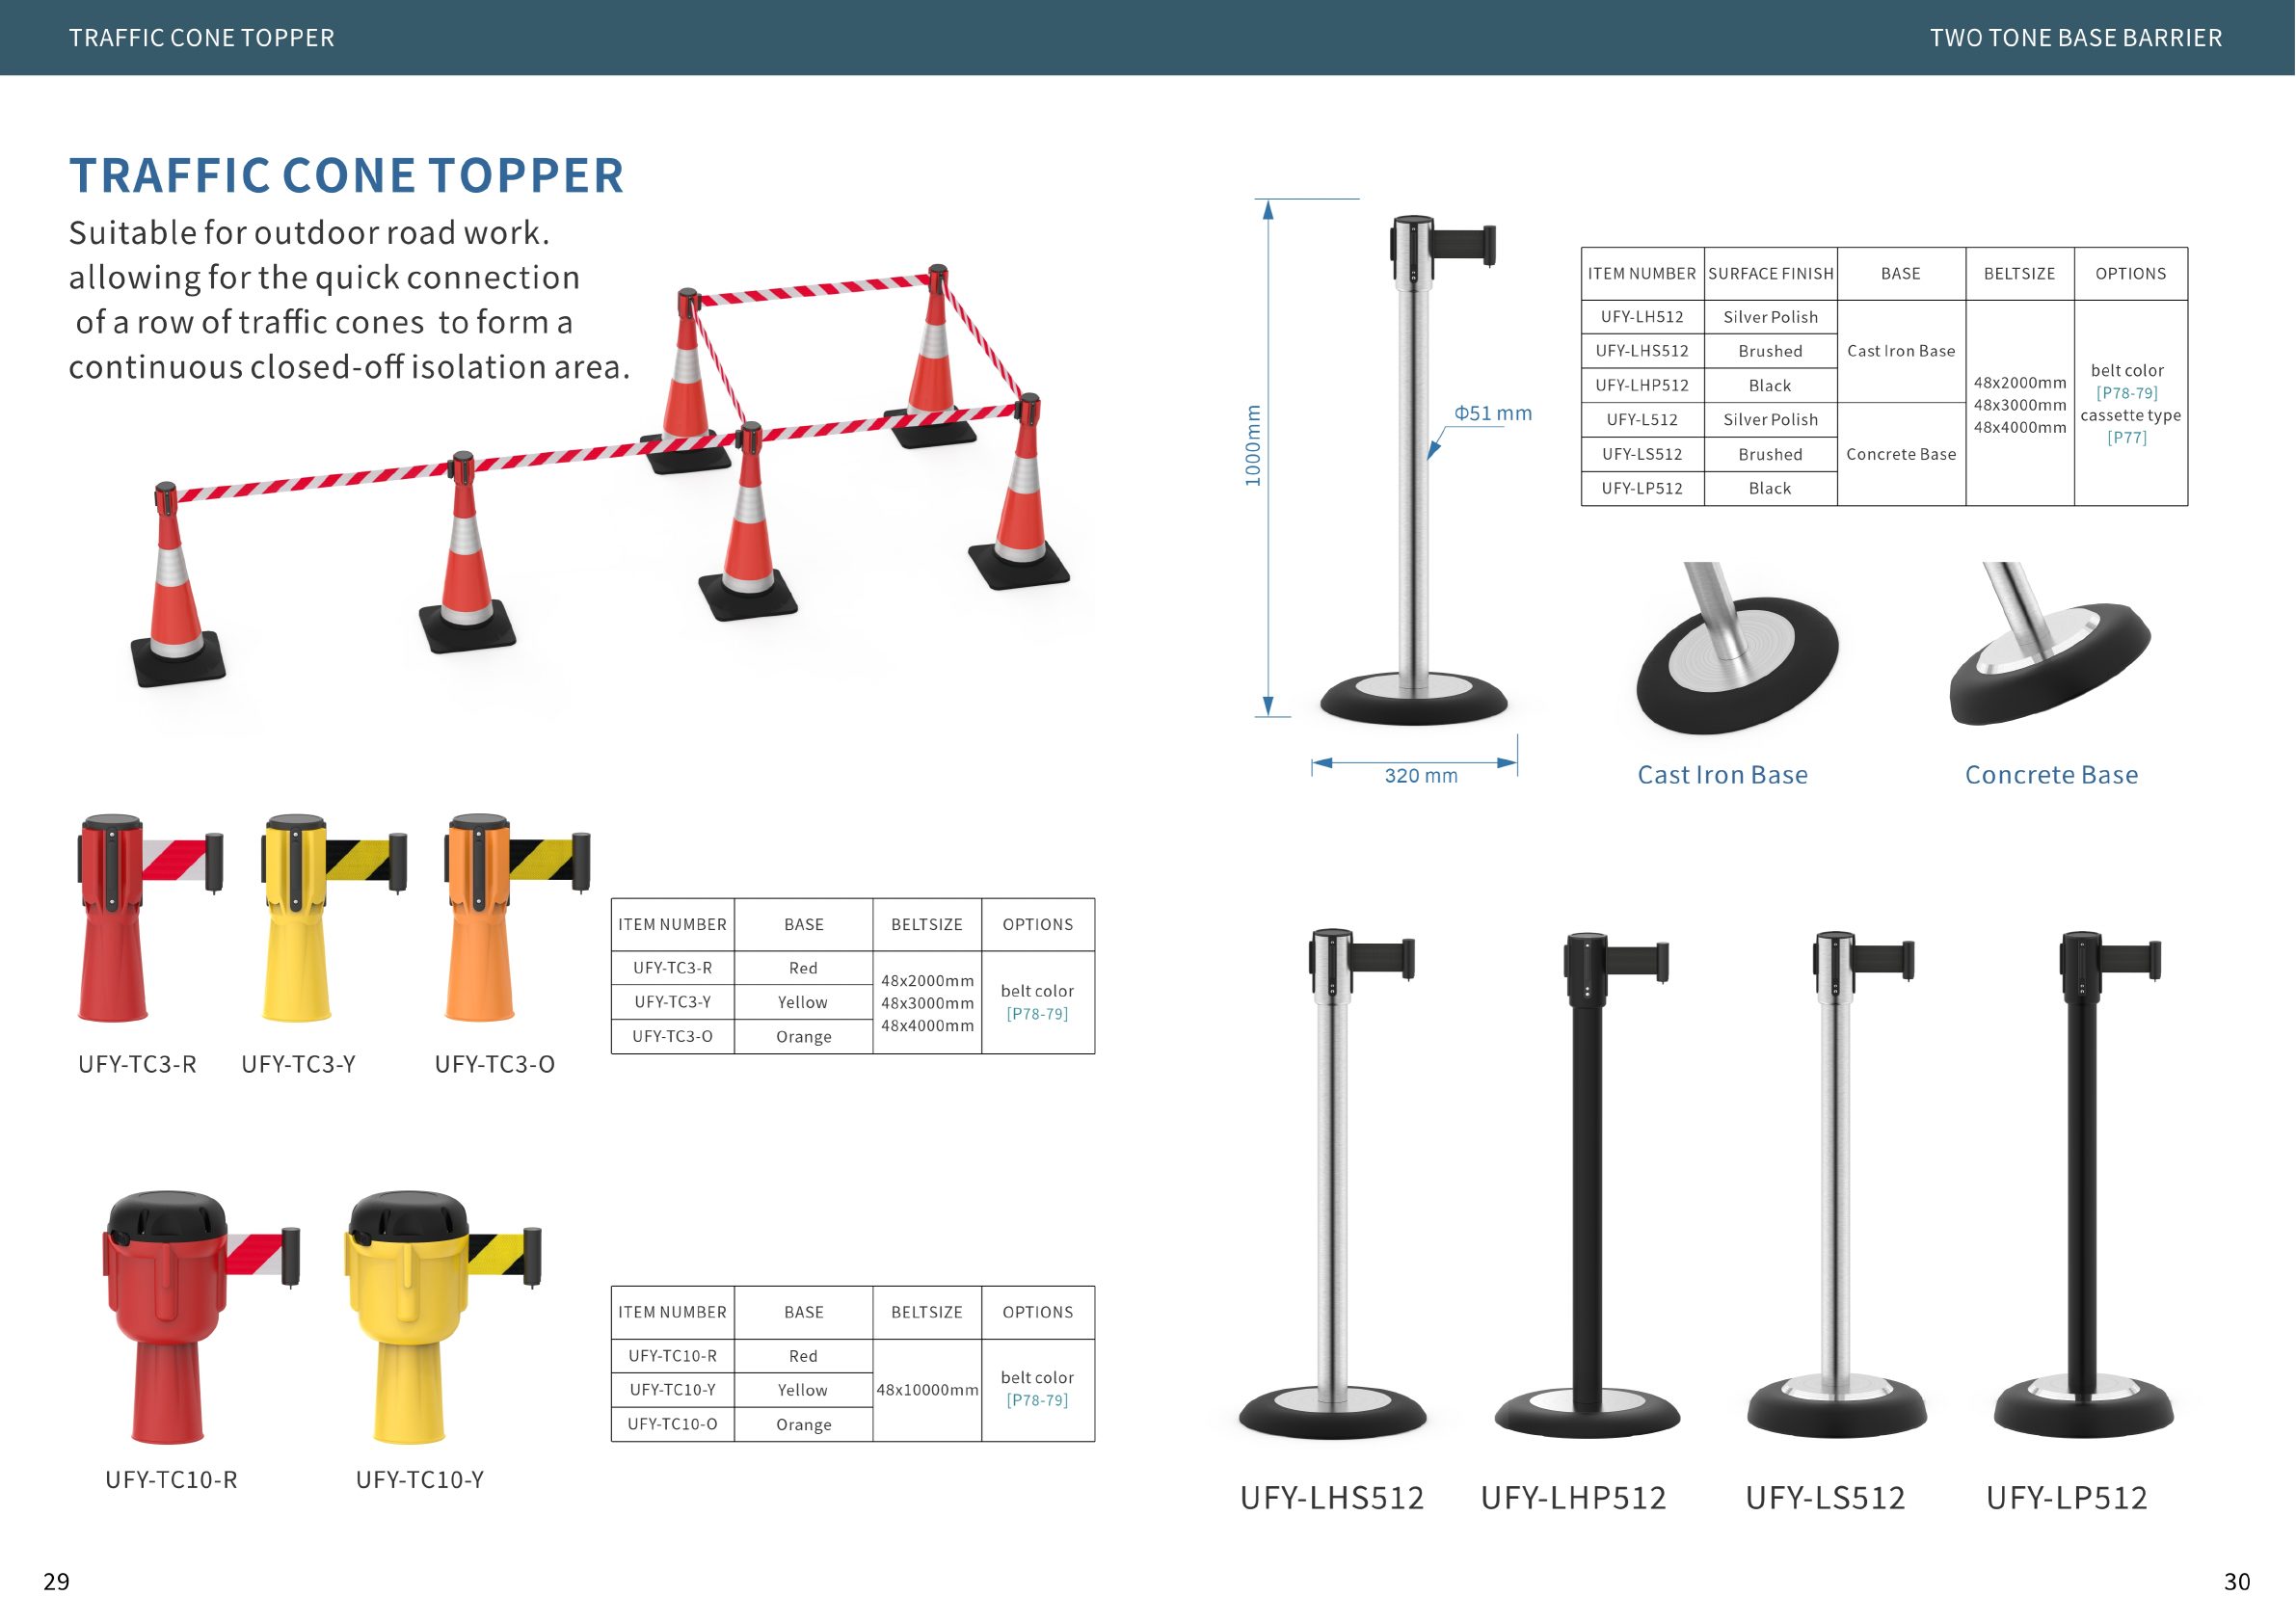 TRAFFIC CONE TOPPER
TWO TONE BASE BARRIER
TRAFFIC CONE TOPPER
Suitable for outdoor road work.
allowing for the quick connection
of a row of traffic cones to form a
continuous closed-off isolation area.
UFY-TC3-R UFY-TC3-Y UFY-TC3-O
ITEM NUMBER BASE BELTSIZE OPTIONS
UFY-TC3-R Red
UFY-TC3-Y Yellow
UFY-TC3-O Orange
48x2000mm
48x3000mm
48x4000mm
belt color
[P78-79]
UFY-TC10-R UFY-TC10-Y
ITEM NUMBER BASE BELTSIZE OPTIONS
UFY-TC10-R Red
UFY-TC10-Y Yellow
UFY-TC10-O Orange
48x10000mm
belt color
[P78-79]
29
1000mm
Φ51 mm
320 mm
ITEM NUMBER SURFACE FINISH BASE BELTSIZE OPTIONS
UFY-LH512 Silver Polish
UFY-LHS512 Brushed
UFY-LHP512 Black
UFY-L512 Silver Polish
UFY-LS512 Brushed
UFY-LP512 Black
Cast Iron Base
Concrete Base
48x2000mm
48x3000mm
48x4000mm
belt color
[P78-79]
cassette type
[P77]
Cast Iron Base
Concrete Base
UFY-LHS512 UFY-LHP512 UFY-LS512 UFY-LP512
30